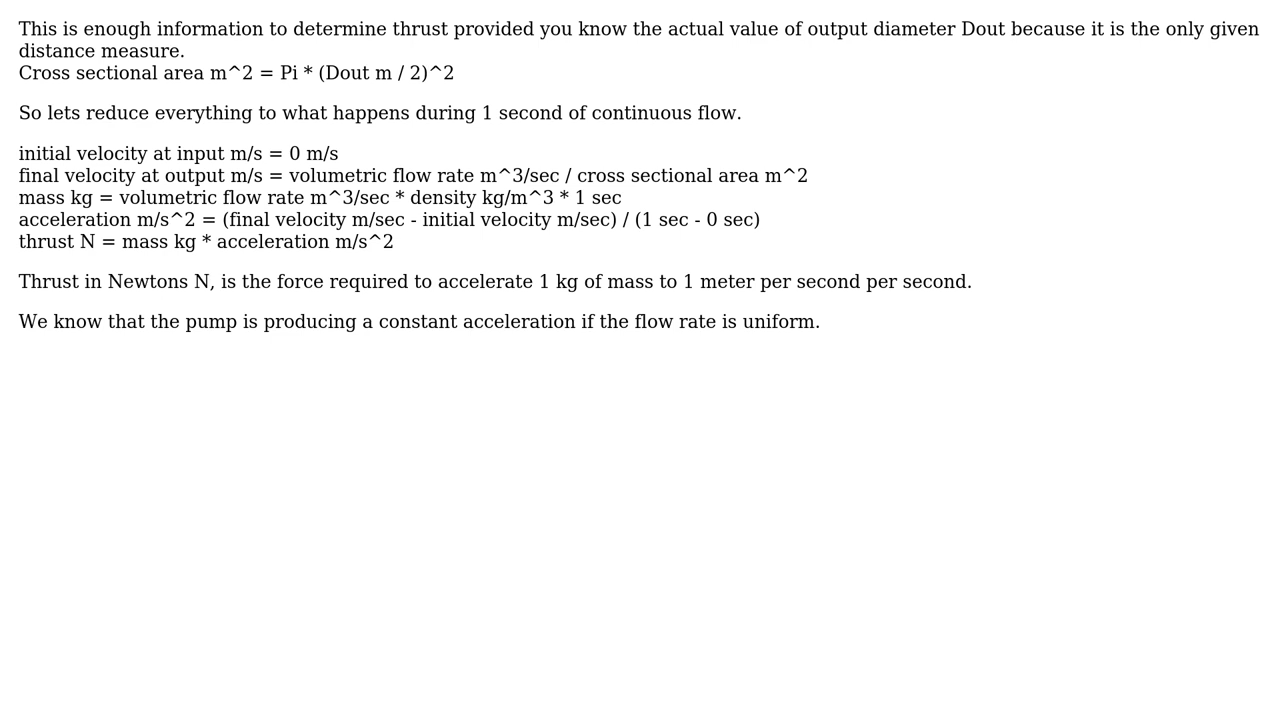 This is enough information to determine thrust provided you know the actual value of output diameter Dout because it is the only given
distance measure.
Cross sectional area m^2 = Pi * (Dout m / 2)^2
So lets reduce everything to what happens during 1 second of continuous flow.
initial velocity at input m/s = 0 m/s
final velocity at output m/s = volumetric flow rate m^3/sec / cross sectional area m^2
mass kg = volumetric flow rate m^3/sec * density kg/m^3 * 1 sec
acceleration m/s^2 = (final velocity m/sec - initial velocity m/sec) / (1 sec - 0 sec)
thrust N = mass kg * acceleration m/s^2
Thrust in Newtons N, is the force required to accelerate 1 kg of mass to 1 meter per second per second.
We know that the pump is producing a constant acceleration if the flow rate is uniform.